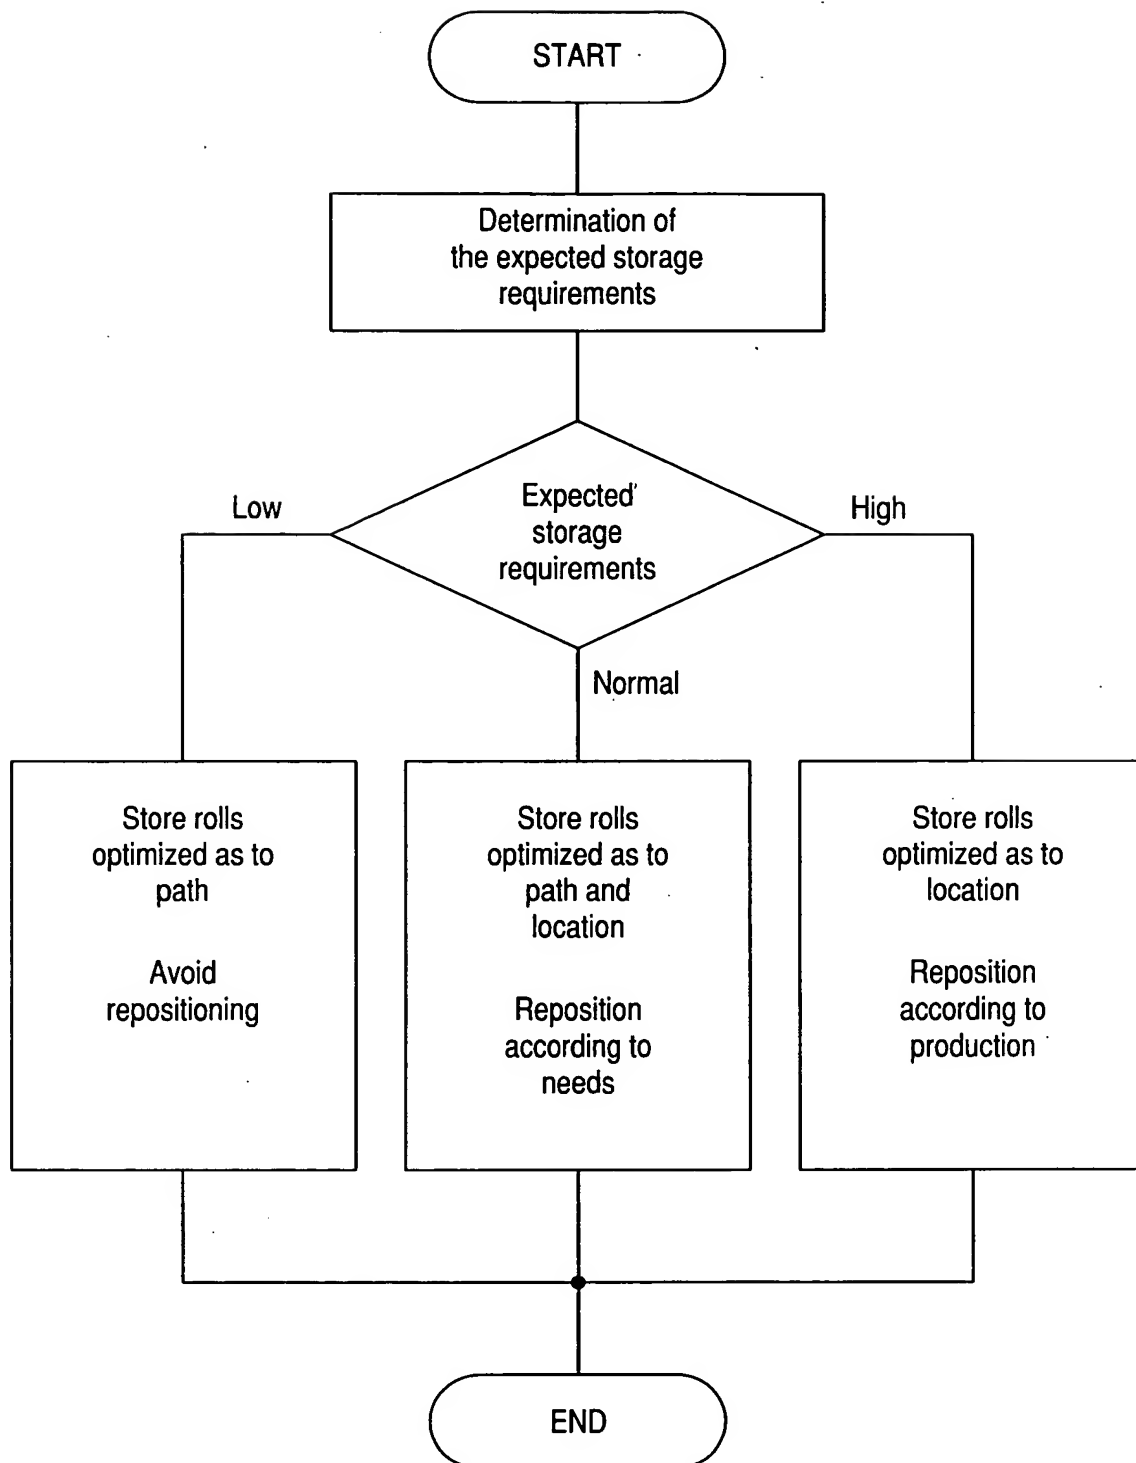 START
Determination of
the expected storage
requirements
Expected
storage
requirements
Low
High
Normal
Store rolls
optimized as to
path
Avoid
repositioning
Store rolls
optimized as to
path and
location
Reposition
according to
needs
Store rolls
optimized as to
location
Reposition
according to
production
END